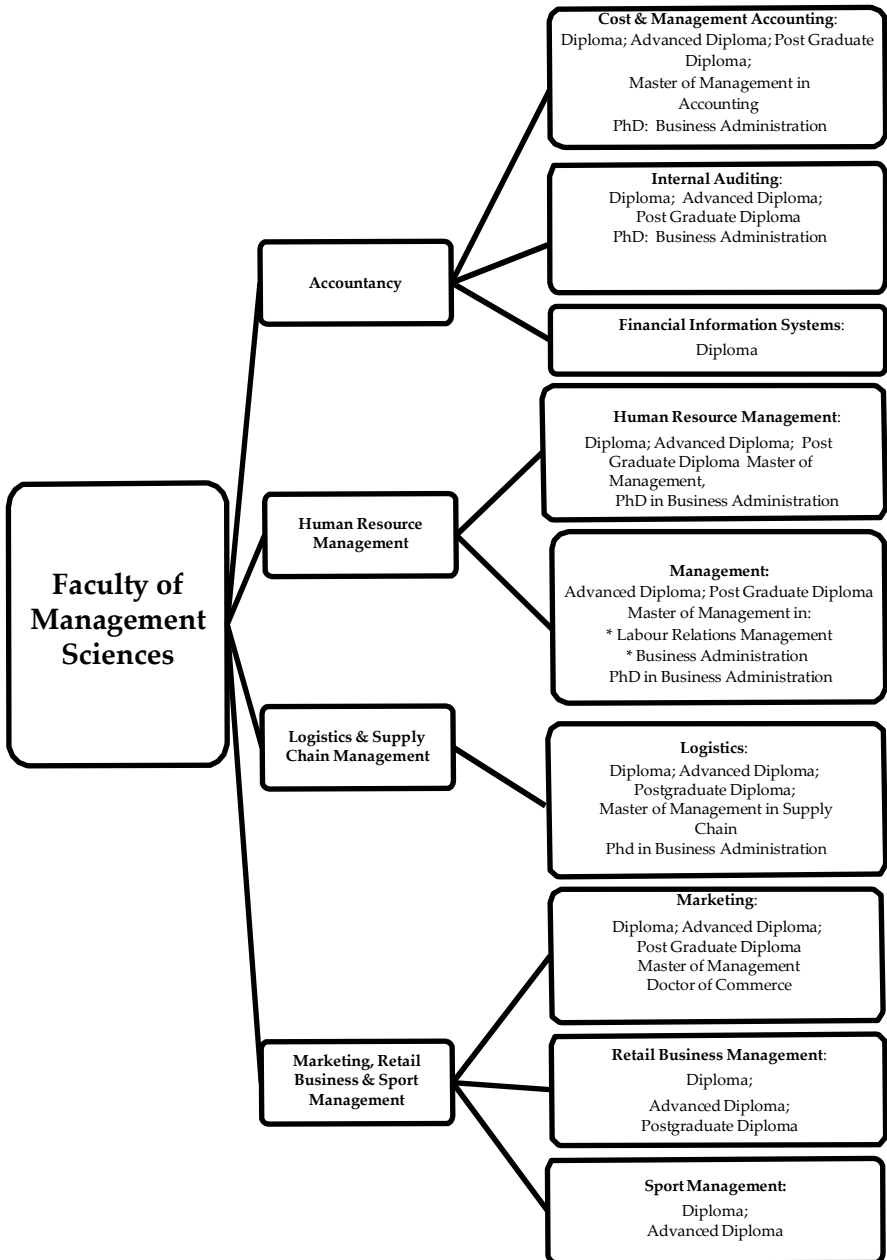 Faculty of
Management
Sciences
Accountancy
Cost & Management Accounting:
Diploma; Advanced Diploma; Post Graduate
Diploma;
Master of Management in
Accounting
PhD: Business Administration
Internal Auditing:
Diploma; Advanced Diploma;
Post Graduate Diploma
PhD: Business Administration
Financial Information Systems:
Diploma
Human Resource
Management
Human Resource Management:
Diploma; Advanced Diploma; Post
Graduate Diploma Master of
Management,
PhD in Business Administration
Management:
Advanced Diploma; Post Graduate Diploma
Master of Management in:
* Labour Relations Management
* Business Administration
PhD in Business Administration
Logistics & Supply
Chain Management
Logistics:
Diploma; Advanced Diploma;
Postgraduate Diploma;
Master of Management in Supply
Chain
Phd in Business Administration
Marketing, Retail
Business & Sport
Management
Marketing:
Diploma; Advanced Diploma;
Post Graduate Diploma
Master of Management
Doctor of Commerce
Retail Business Management:
Diploma;
Advanced Diploma;
Postgraduate Diploma
Sport Management:
Diploma;
Advanced Diploma